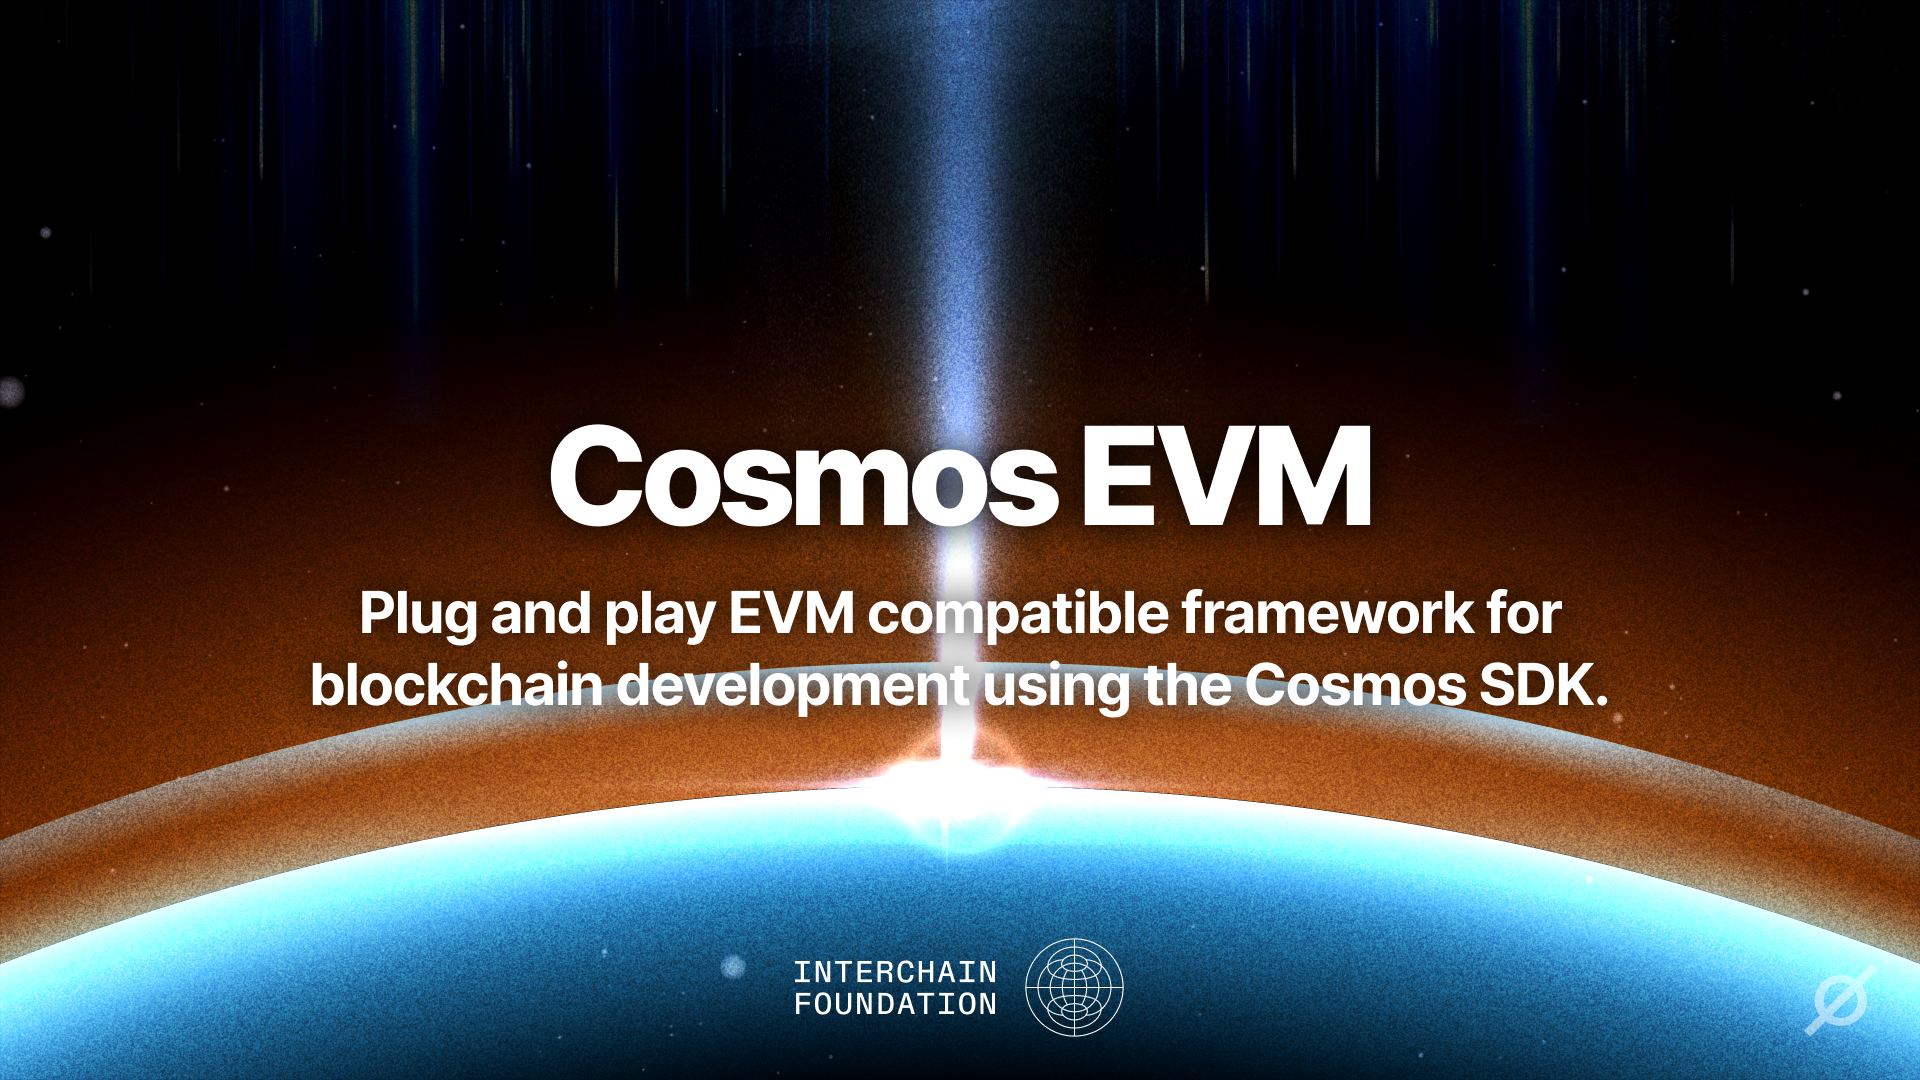 Cosmos EVM
Plug and play EVM compatible framework for
blockchain development using the Cosmos SDK.
INTERCHAIN
FOUNDATION